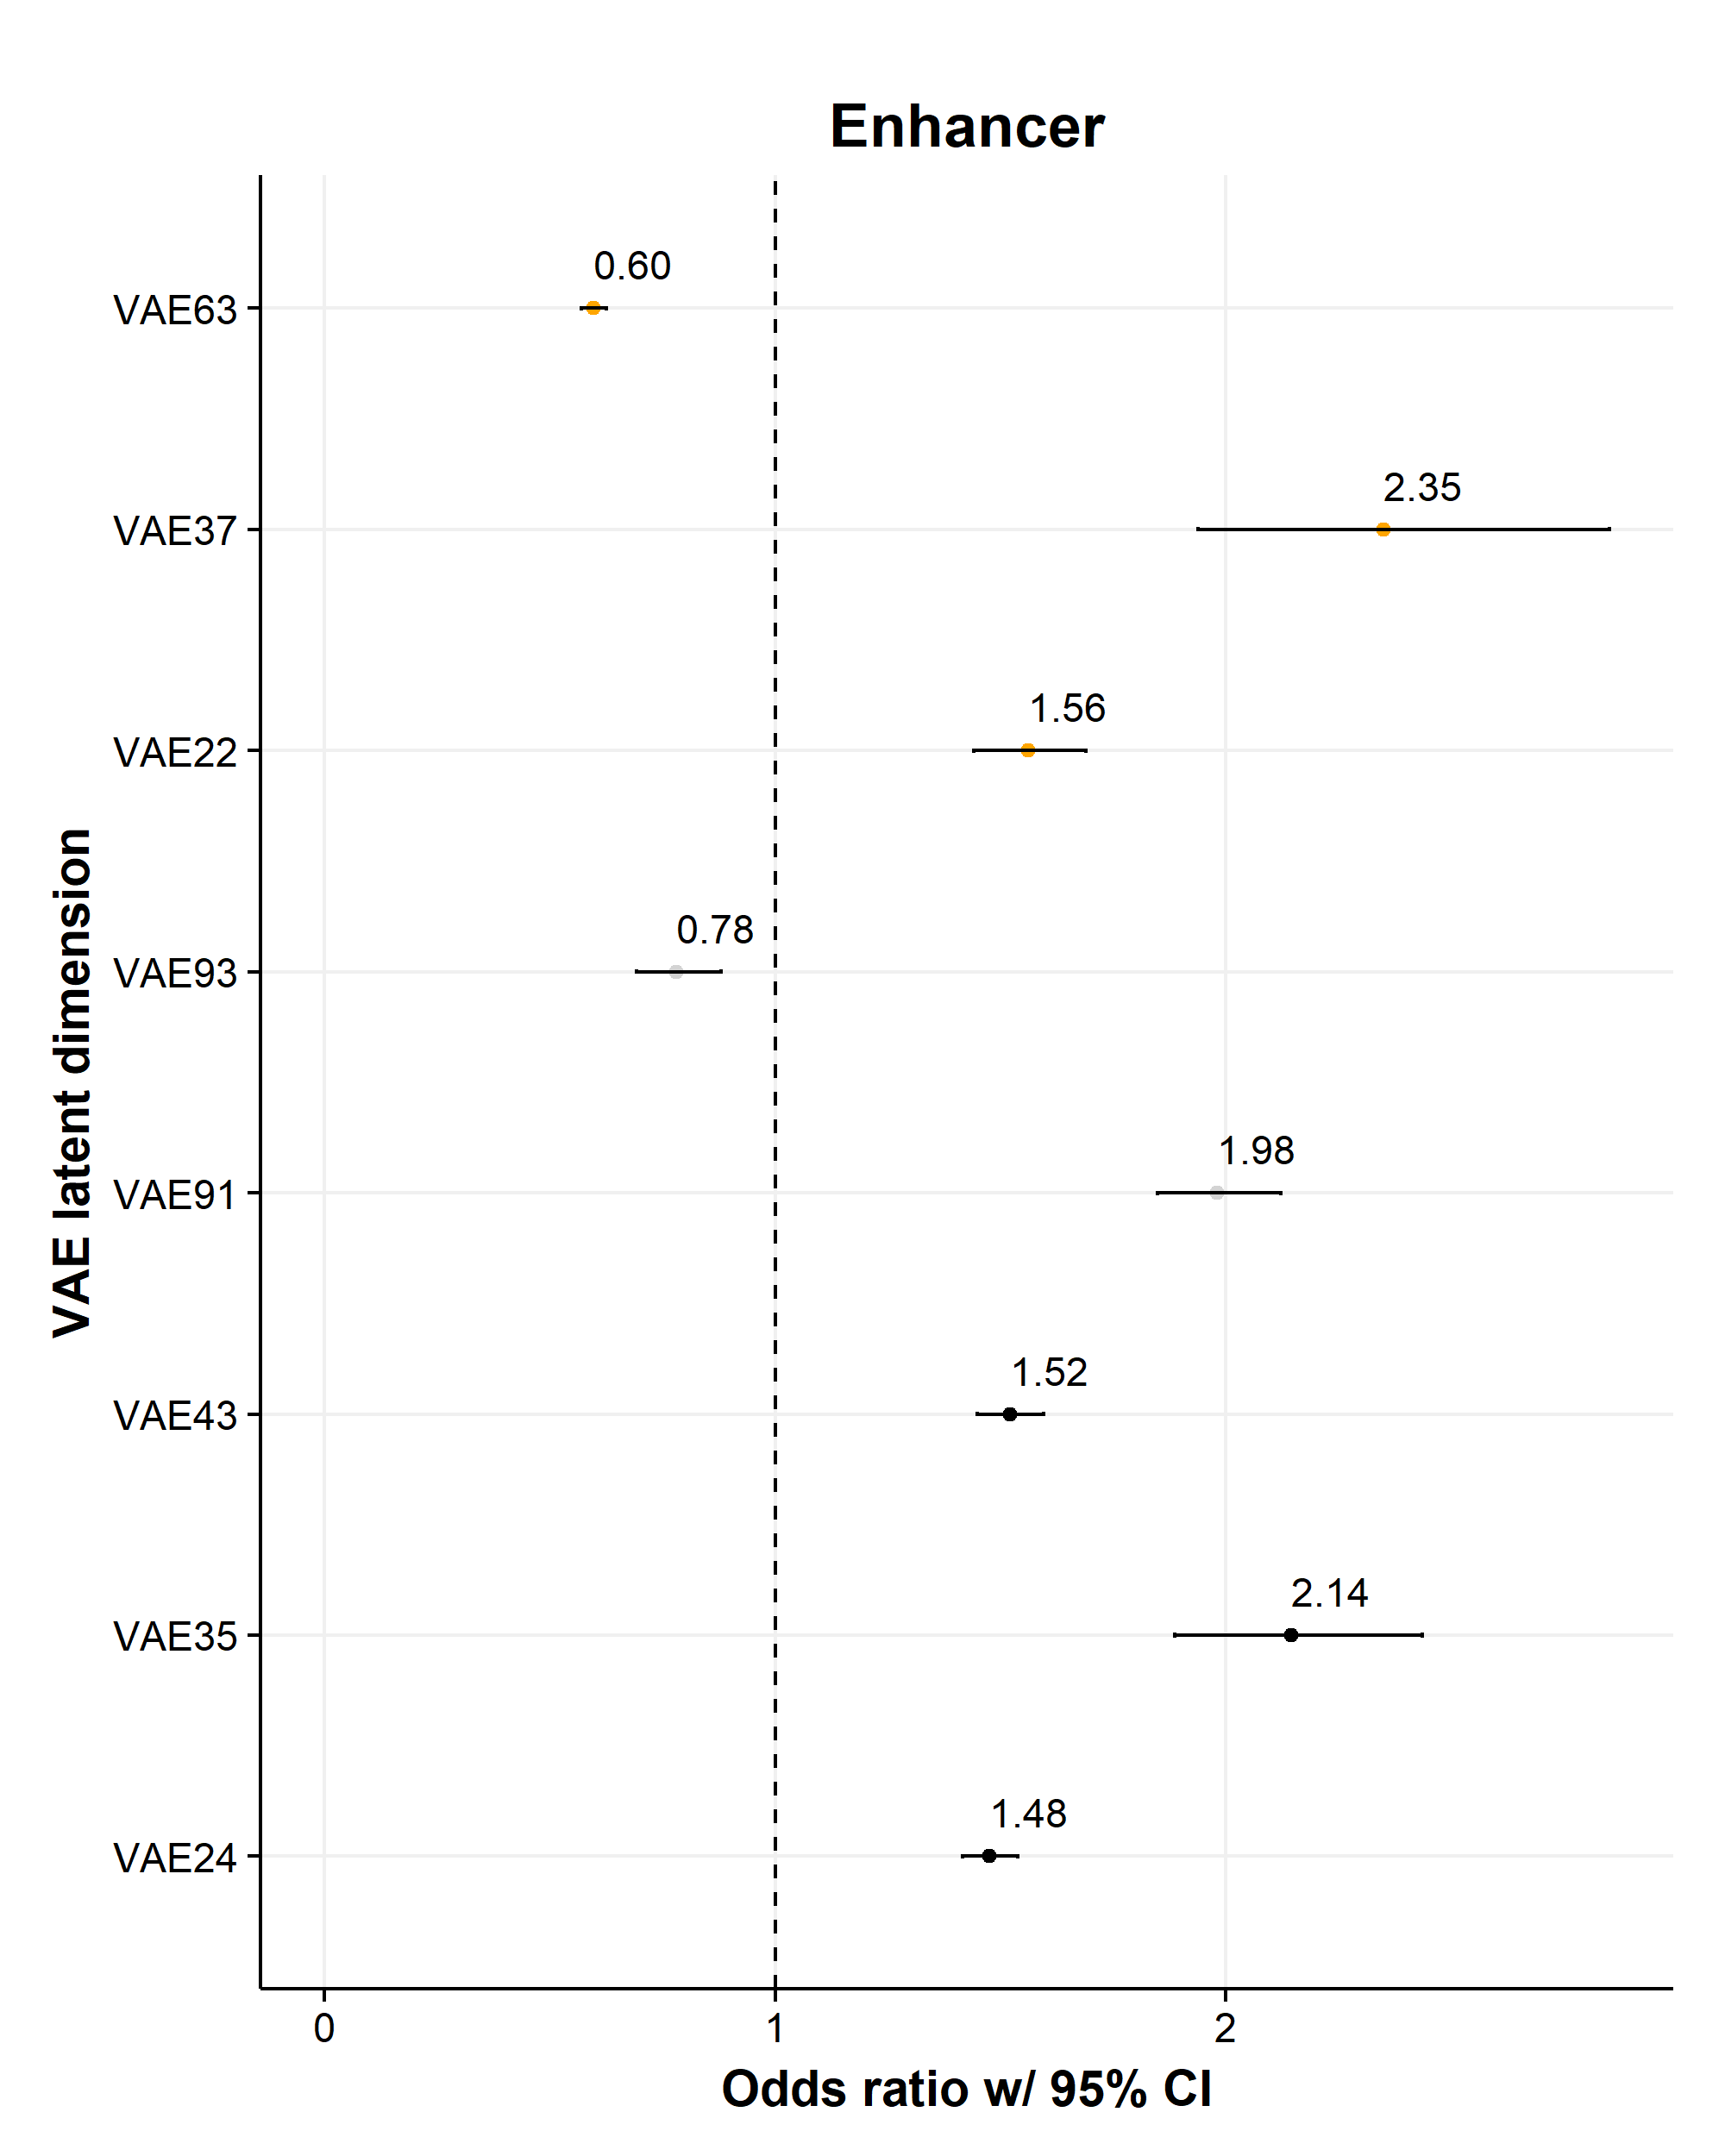 Enhancer
VAE latent dimension
VAE63
0.60
VAE37
2.35
VAE22
1.56
VAE93
0.78
VAE91
1.98
VAE43
1.52
VAE35
2.14
VAE24
1.48
0 1 2
Odds ratio w/ 95% CI